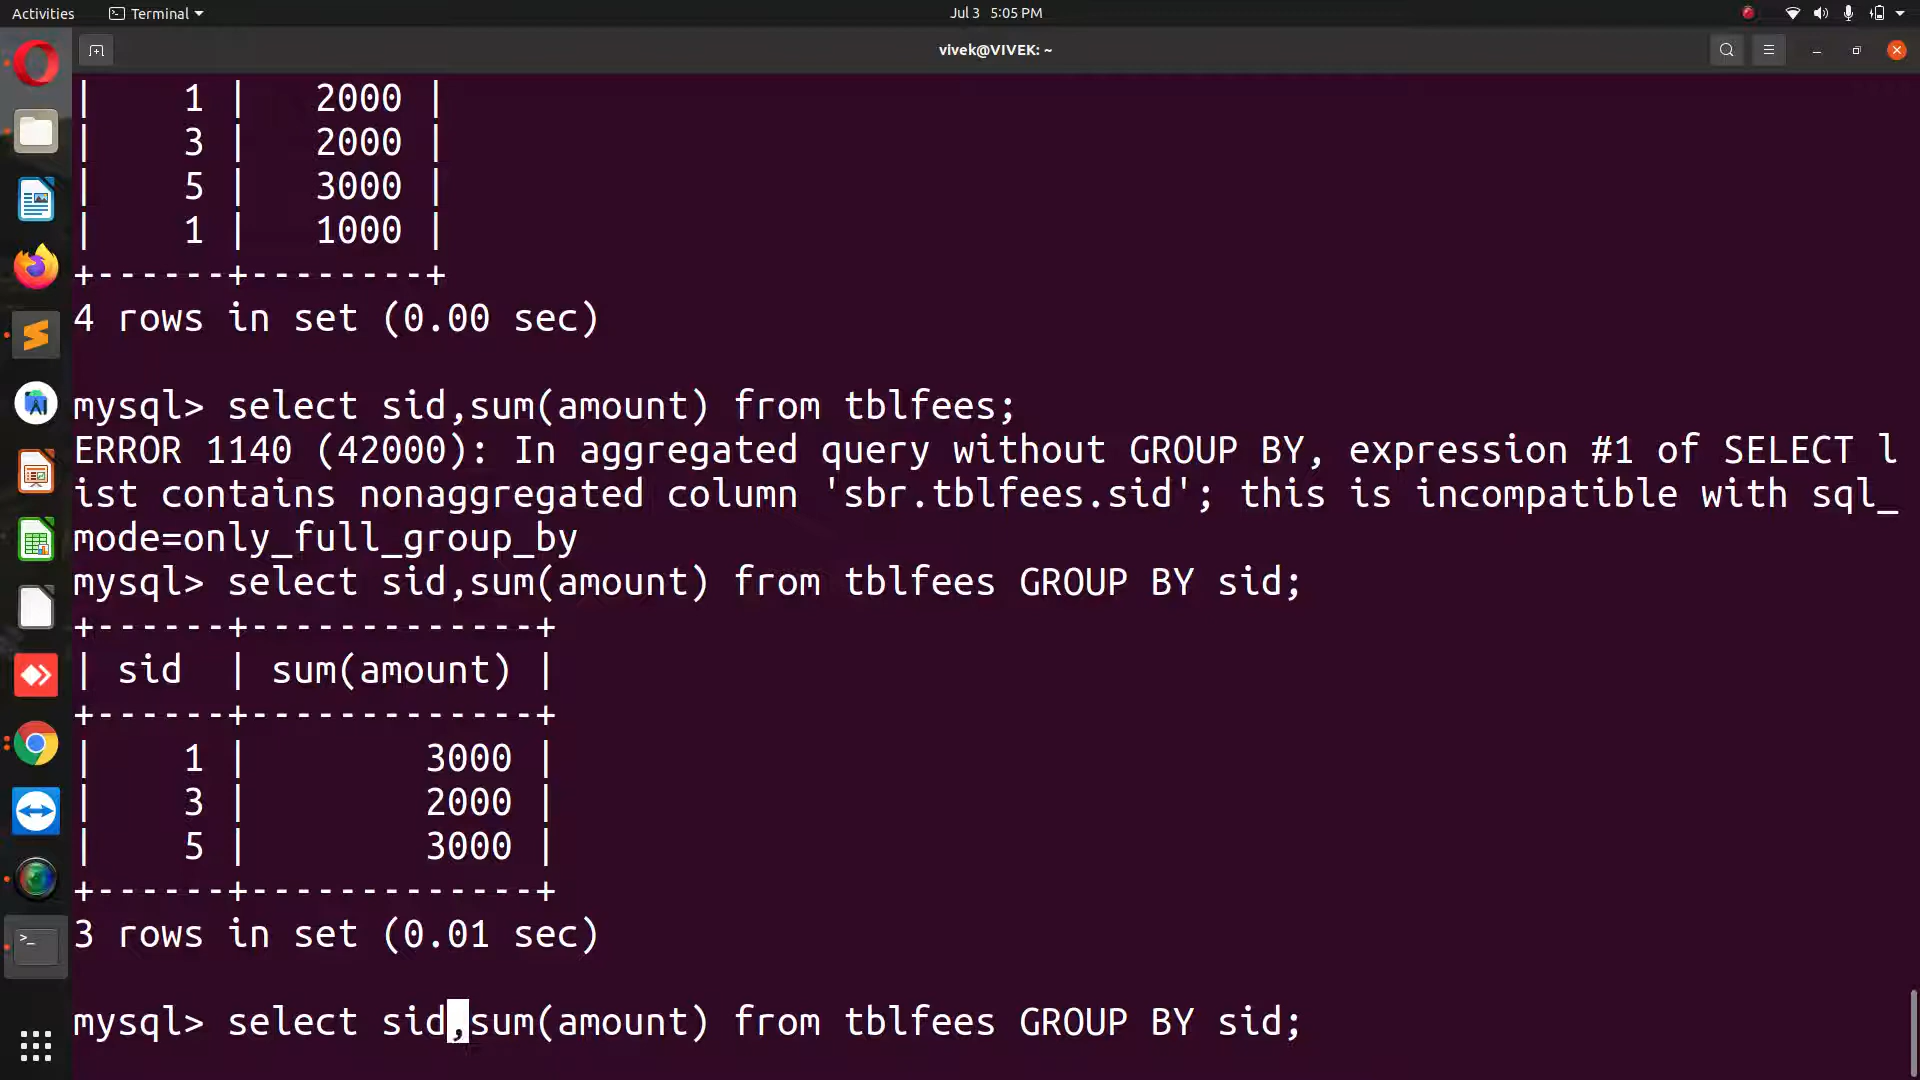 Activities Terminal Jul 3 5:05 PM
vivek@VIVEK: ~
| 1 | 2000 |
| 3 | 2000 |
| 5 | 3000 |
| 1 | 1000 |
+------+--------+
4 rows in set (0.00 sec)
mysql> select sid,sum(amount) from tblfees;
ERROR 1140 (42000): In aggregated query without GROUP BY, expression #1 of SELECT l
ist contains nonaggregated column 'sbr.tblfees.sid'; this is incompatible with sql_
mode=only_full_group_by
mysql> select sid,sum(amount) from tblfees GROUP BY sid;
+------+-------------+
| sid | sum(amount) |
+------+-------------+
| 1 | 3000 |
| 3 | 2000 |
| 5 | 3000 |
+------+-------------+
3 rows in set (0.01 sec)
mysql> select sid,sum(amount) from tblfees GROUP BY sid;